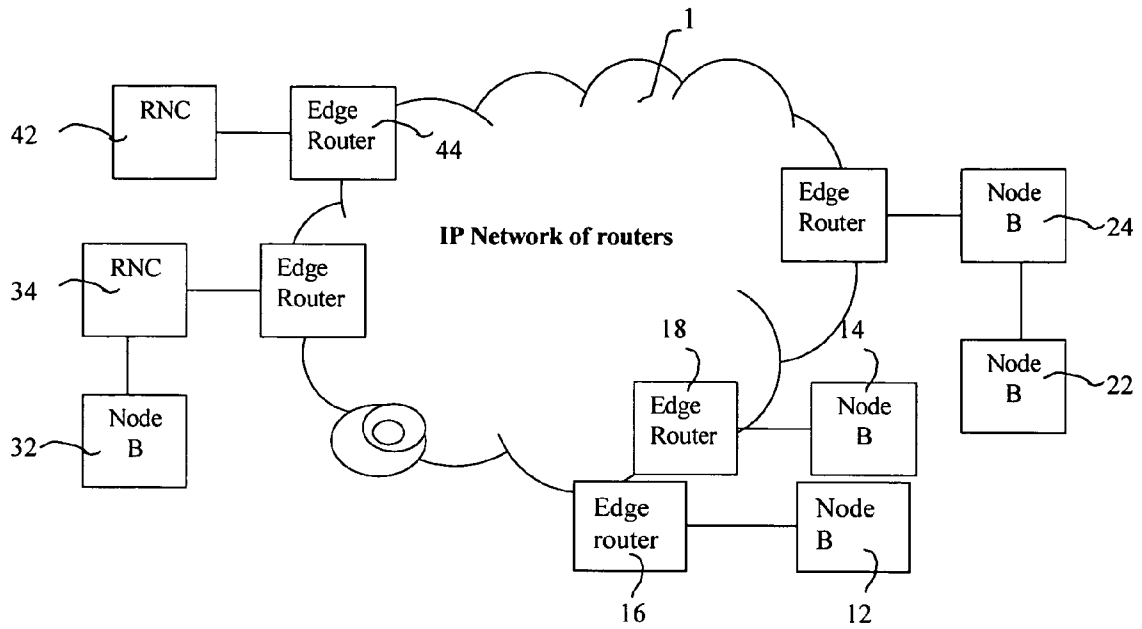 1
RNC
42
Edge
Router
44
Edge
Router
Node
B
24
IP Network of routers
RNC
34
Edge
Router
18
14
Node
B
22
Node
B
32
Edge
Router
Node
B
Edge
router
16
Node
B
12